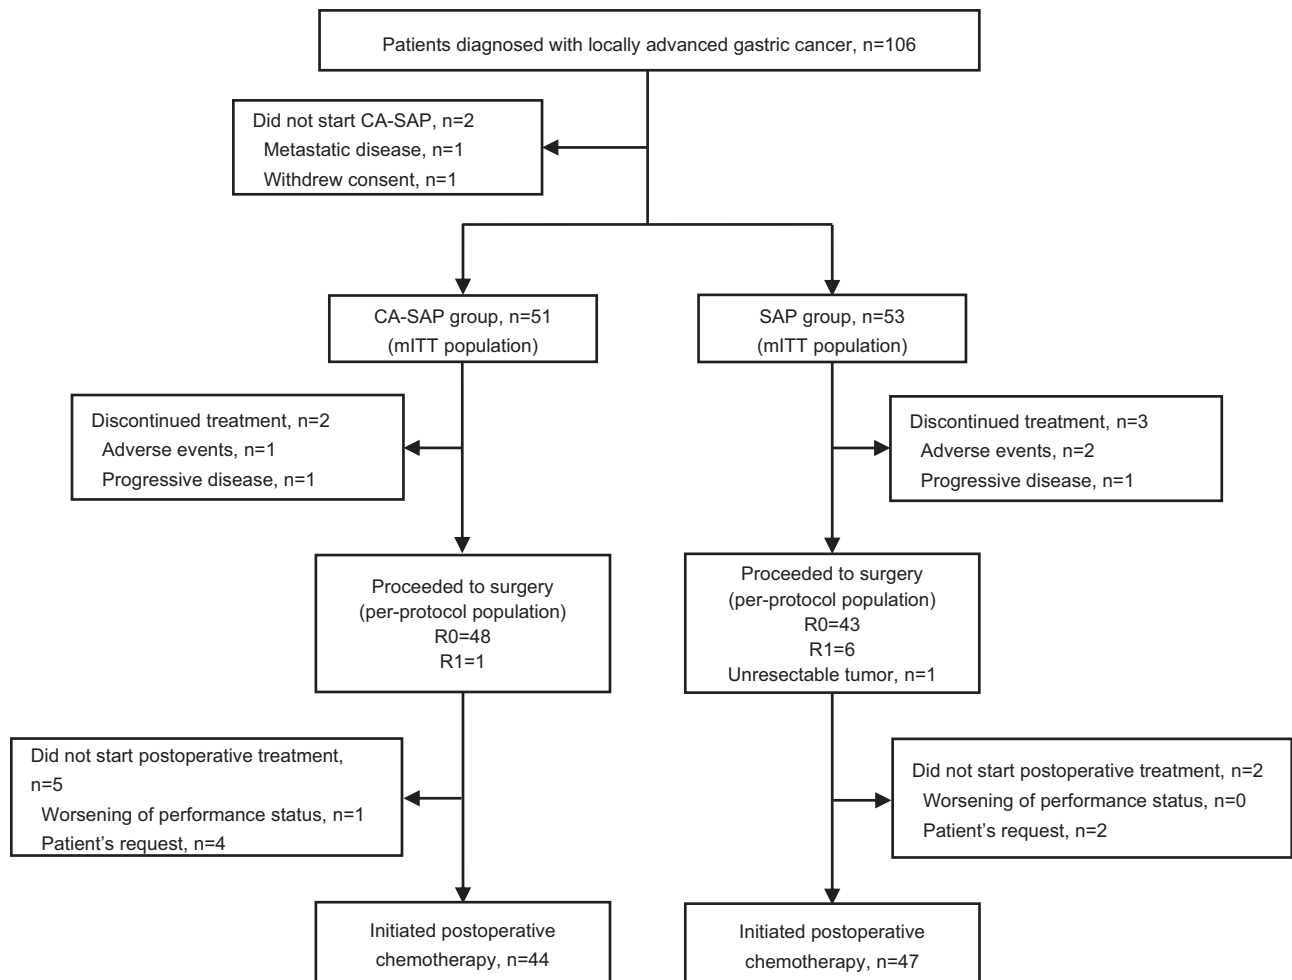 Patients diagnosed with locally advanced gastric cancer, n=106
Did not start CA-SAP, n=2
Metastatic disease, n=1
Withdrew consent, n=1
CA-SAP group, n=51
(mITT population)
SAP group, n=53
(mITT population)
Discontinued treatment, n=2
Adverse events, n=1
Progressive disease, n=1
Discontinued treatment, n=3
Adverse events, n=2
Progressive disease, n=1
Proceeded to surgery
(per-protocol population)
R0=48
R1=1
Proceeded to surgery
(per-protocol population)
R0=43
R1=6
Unresectable tumor, n=1
Did not start postoperative treatment,
n=5
Worsening of performance status, n=1
Patient’s request, n=4
Did not start postoperative treatment, n=2
Worsening of performance status, n=0
Patient’s request, n=2
Initiated postoperative
chemotherapy, n=44
Initiated postoperative
chemotherapy, n=47